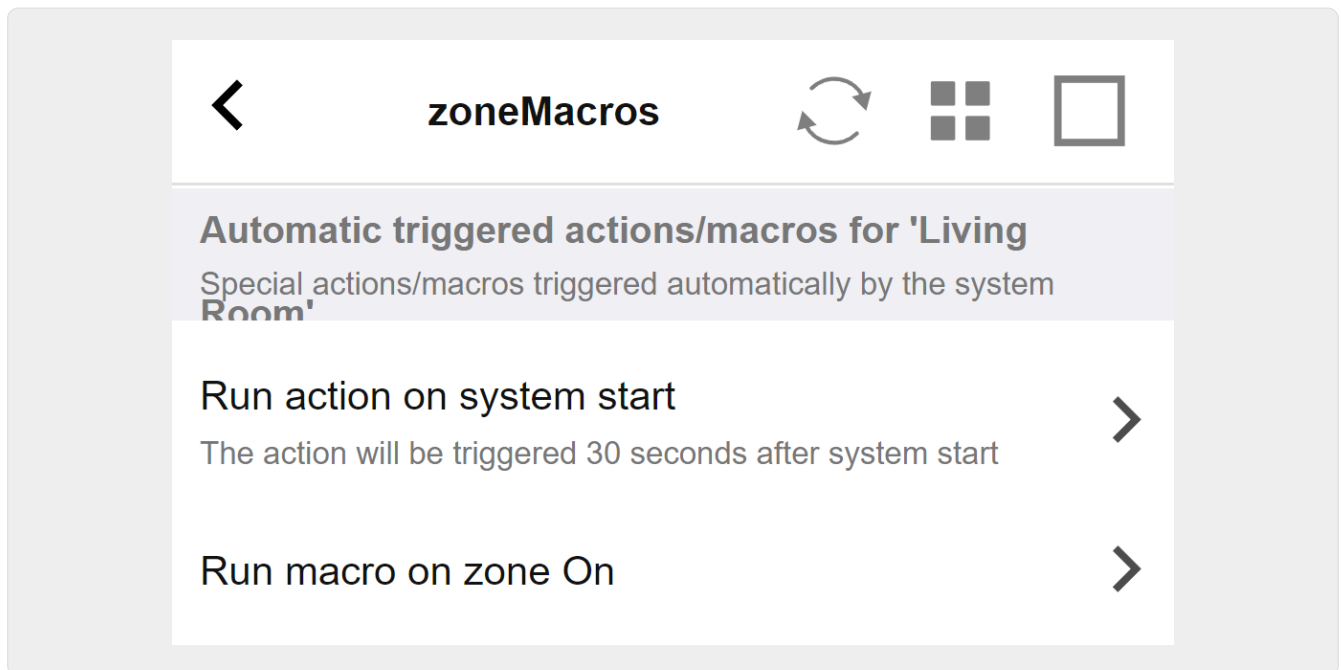 zoneMacros
Automatic triggered actions/macros for 'Living
Room'
Special actions/macros triggered automatically by the system
Run action on system start
The action will be triggered 30 seconds after system start
Run macro on zone On